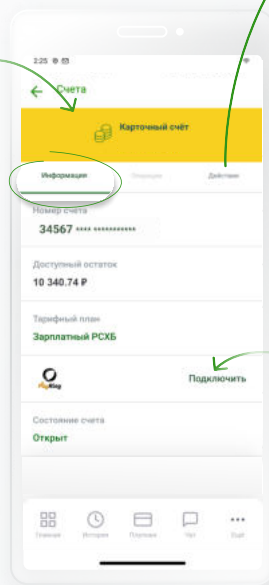 2:25
Счета
Карточный счёт
Информация Операции Действия
Номер счета
34567 **** ***********
Доступный остаток
10 340.74 ₽
Тарифный план
Зарплатный РСХБ
Подключить
Состояние счета
Открыт
Главная История Платежи Чат Ещё